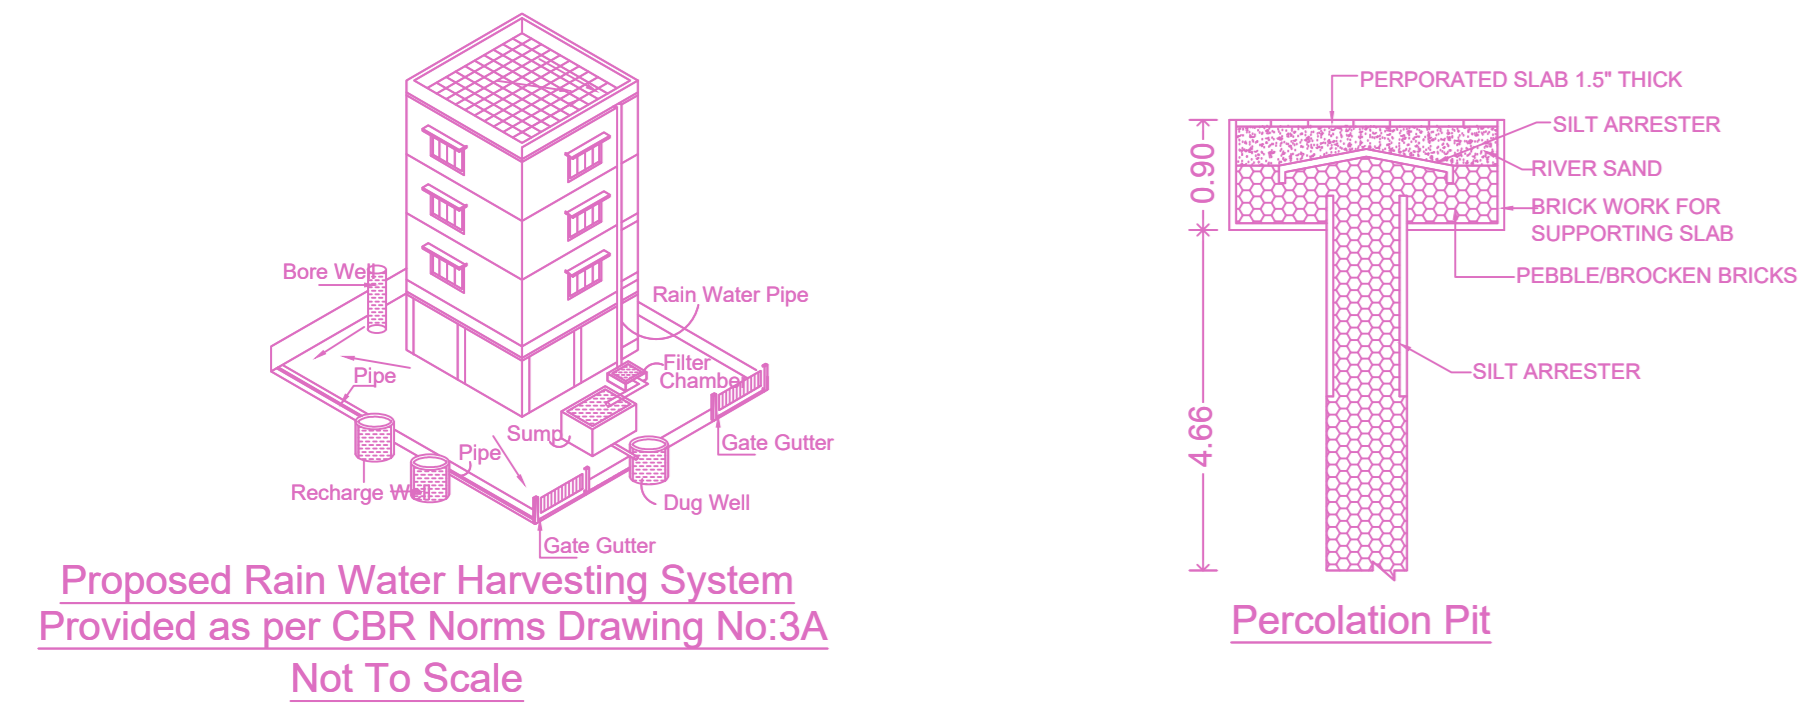 Bore Well
Rain Water Pipe
Filter
Chamber
Pipe
Sump
Pipe
Gate Gutter
Recharge Well
Dug Well
Gate Gutter
Proposed Rain Water Harvesting System
Provided as per CBR Norms Drawing No:3A
Not To Scale
PERPORATED SLAB 1.5" THICK
SILT ARRESTER
RIVER SAND
BRICK WORK FOR
SUPPORTING SLAB
PEBBLE/BROCKEN BRICKS
0.90
SILT ARRESTER
4.66
Percolation Pit